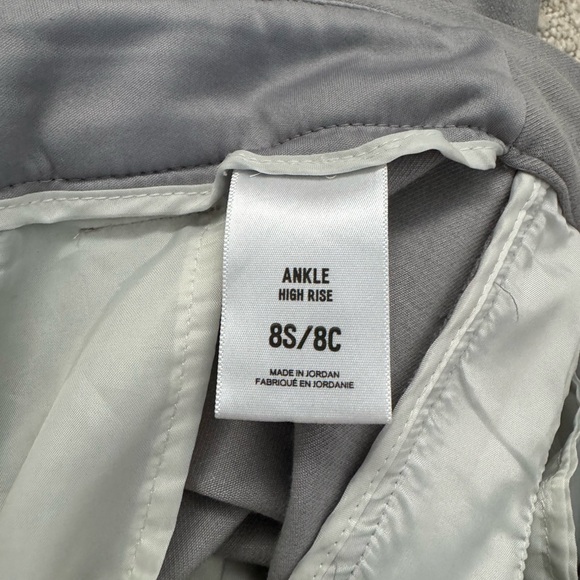 ANKLE
HIGH RISE
8S/8C
MADE IN JORDAN
FABRIQUÉ EN JORDANIE